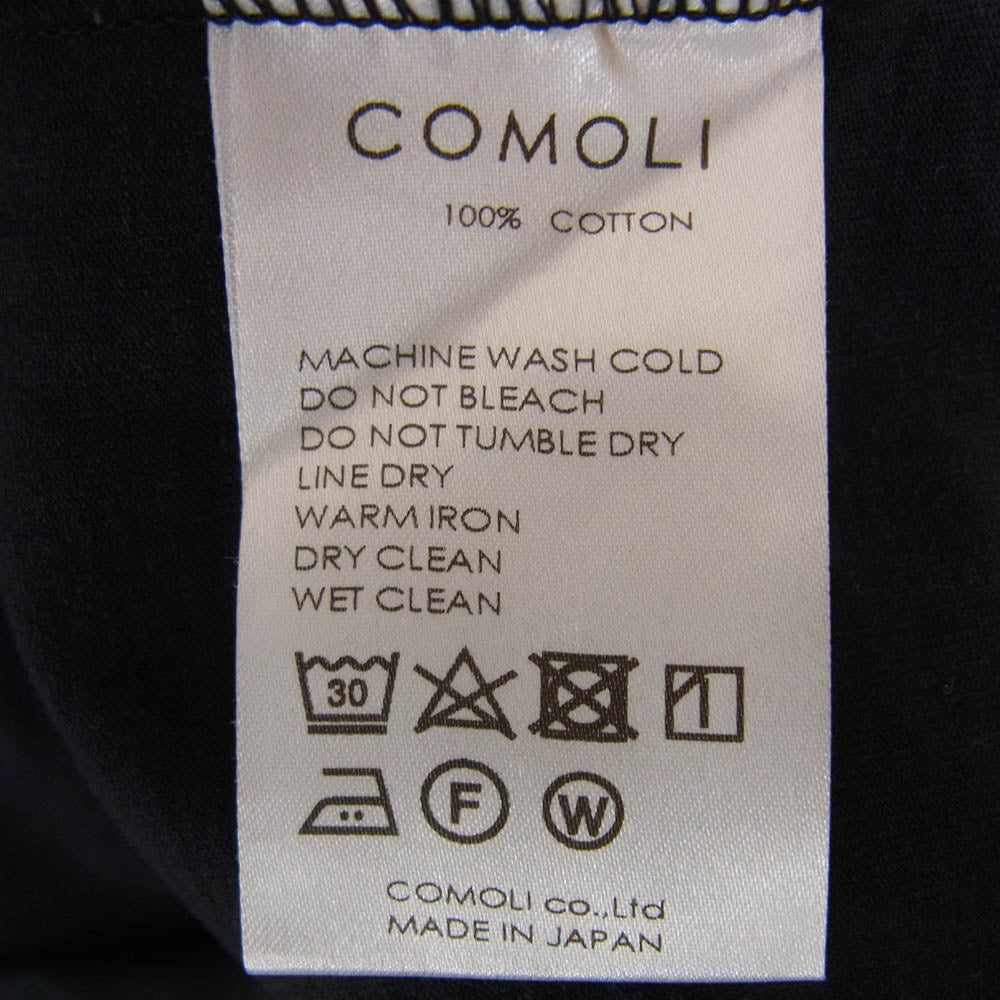 COMOLI
100% COTTON
MACHINE WASH COLD
DO NOT BLEACH
DO NOT TUMBLE DRY
LINE DRY
WARM IRON
DRY CLEAN
WET CLEAN
30
F W
COMOLI co.,Ltd
MADE IN JAPAN